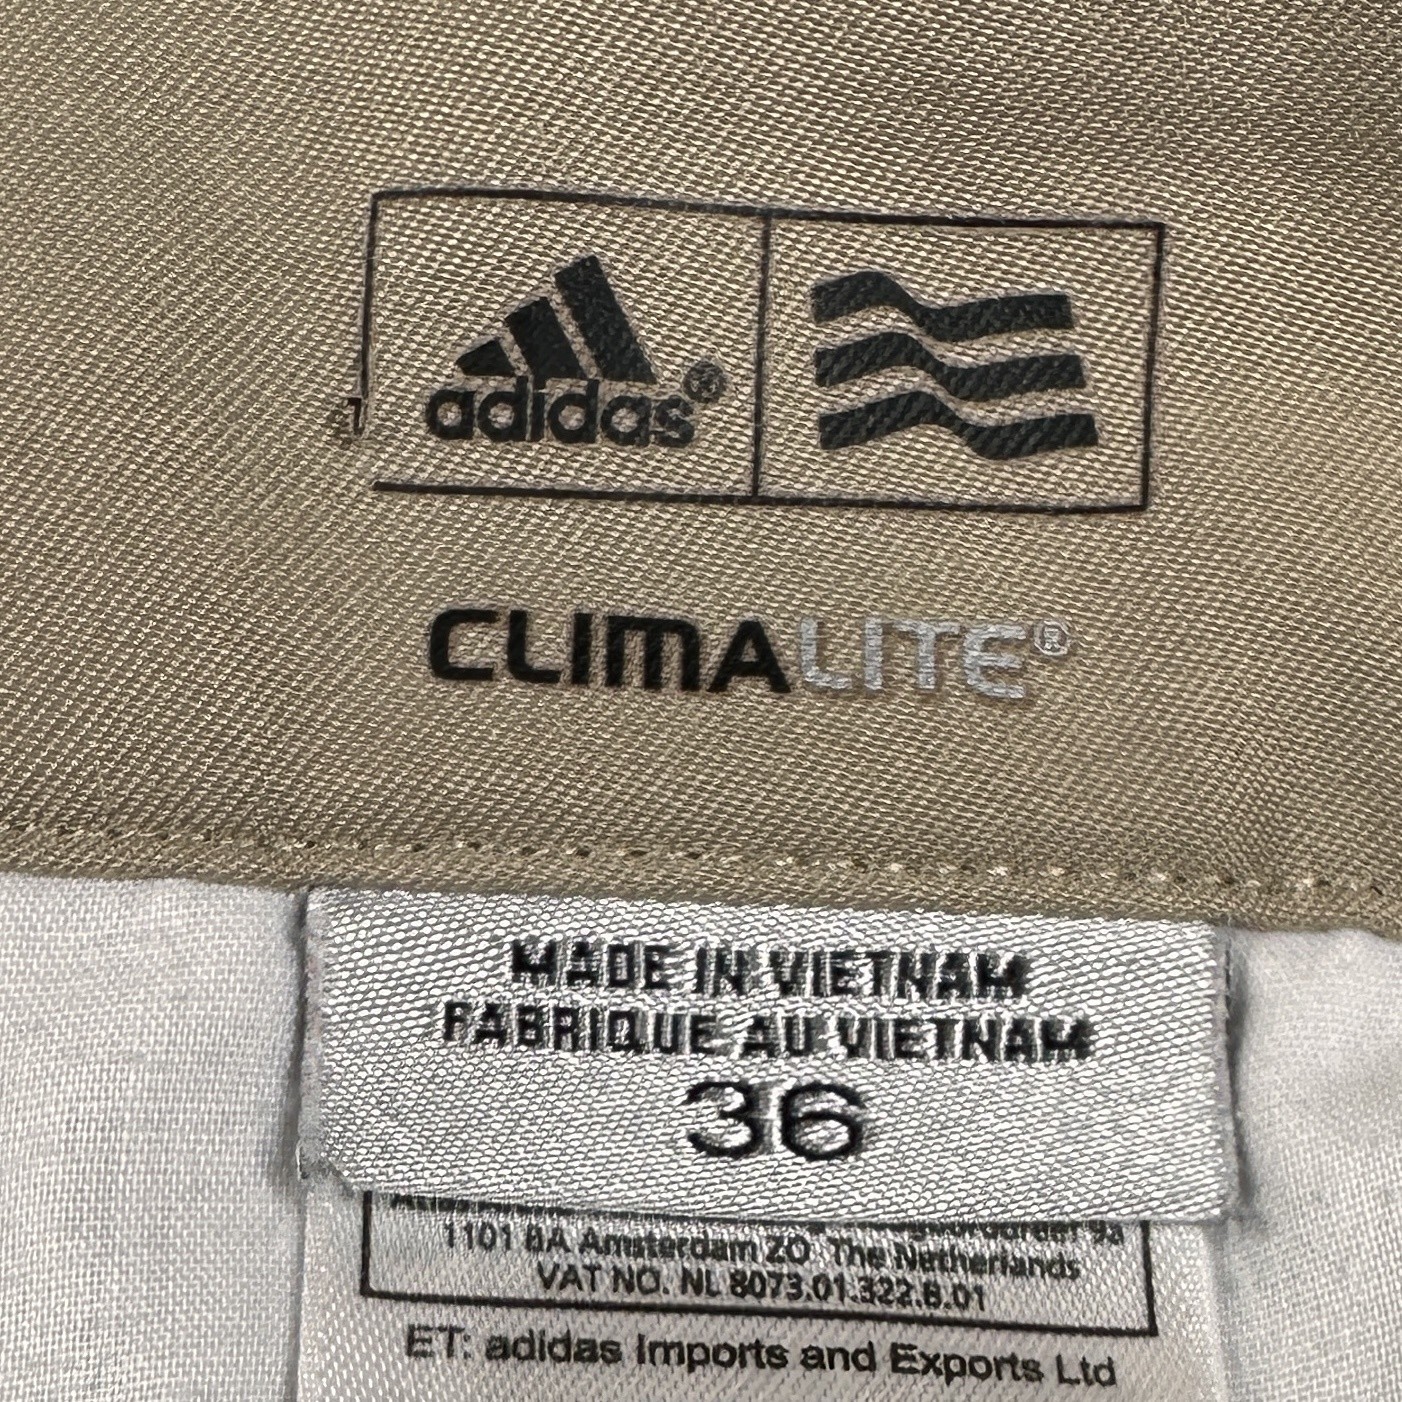 adidas®
CLIMALITE®
MADE IN VIETNAM
FABRIQUE AU VIETNAM
36
9a
1101 BA Amsterdam ZO The Netherlands
VAT NO. NL 8073.01.322.B.01
ET: adidas Imports and Exports Ltd